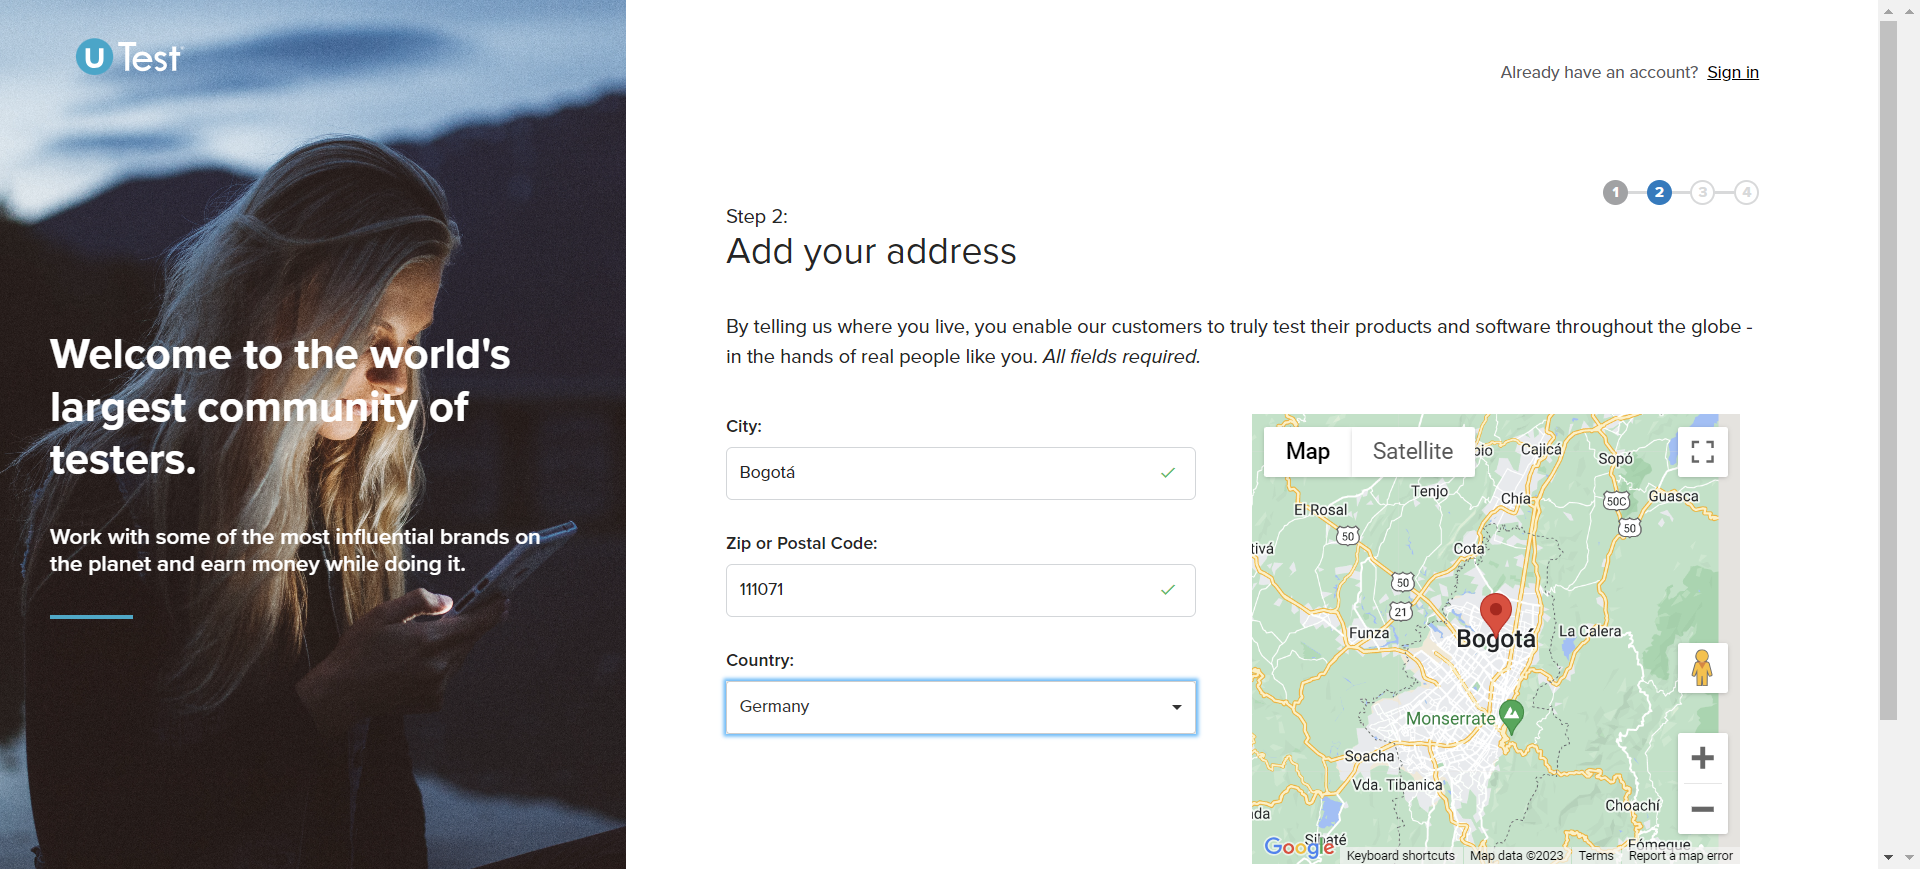 U Test
Welcome to the world's
largest community of
testers.
Work with some of the most influential brands on
the planet and earn money while doing it.
Already have an account? Sign in
1 2 3 4
Step 2:
Add your address
By telling us where you live, you enable our customers to truly test their products and software throughout the globe -
in the hands of real people like you. All fields required.
City:
Bogotá
Zip or Postal Code:
111071
Country:
Germany
Map Satellite
Cajicá
Sopó
Tenjo
Chía
50C
Guasca
El Rosal
50
50
Cota
50
21
Funza
Bogotá
La Calera
Monserrate
Soacha
Vda. Tibanica
Choachí
Google
Keyboard shortcuts Map data ©2023 Terms Report a map error